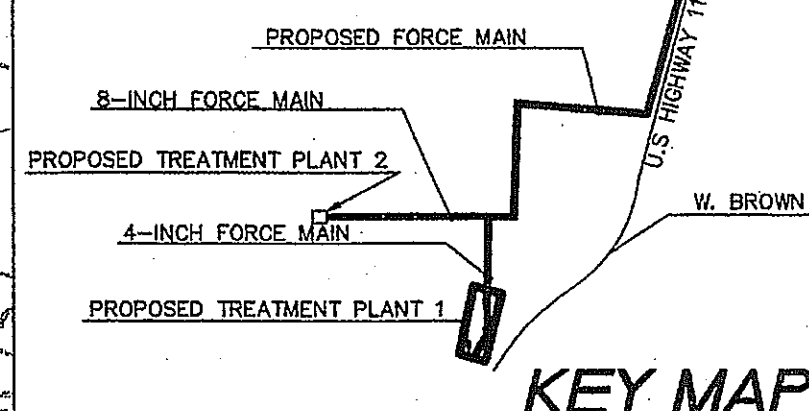 PROPOSED FORCE MAIN
8-INCH FORCE MAIN
PROPOSED TREATMENT PLANT 2
U.S HIGHWAY
W. BROWN
4-INCH FORCE MAIN
PROPOSED TREATMENT PLANT 1
KEY MAP